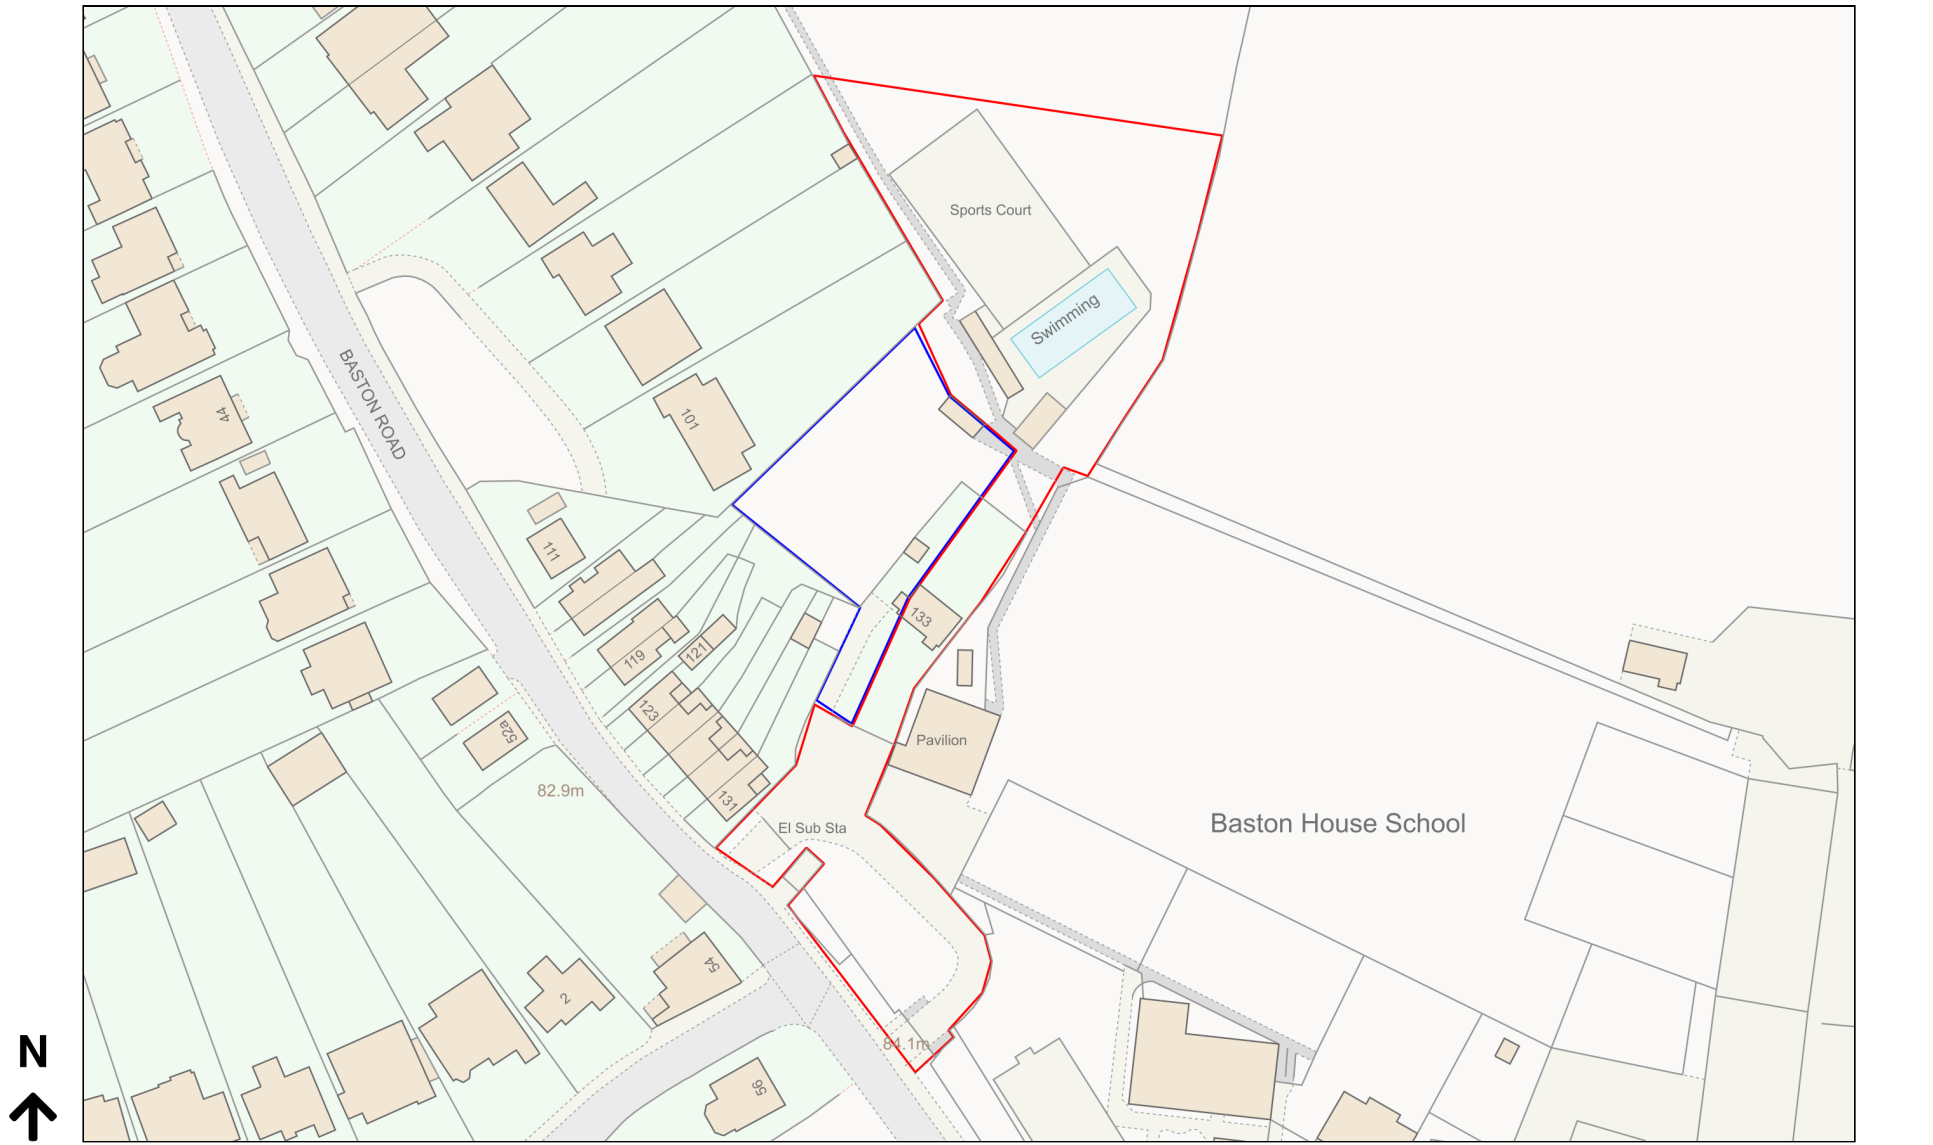 Sports Court
Swimming
BASTON ROAD
44
101
111
119
121
133
123
52a
Pavilion
82.9m
131
El Sub Sta
Baston House School
54
2
84.1m
56
N